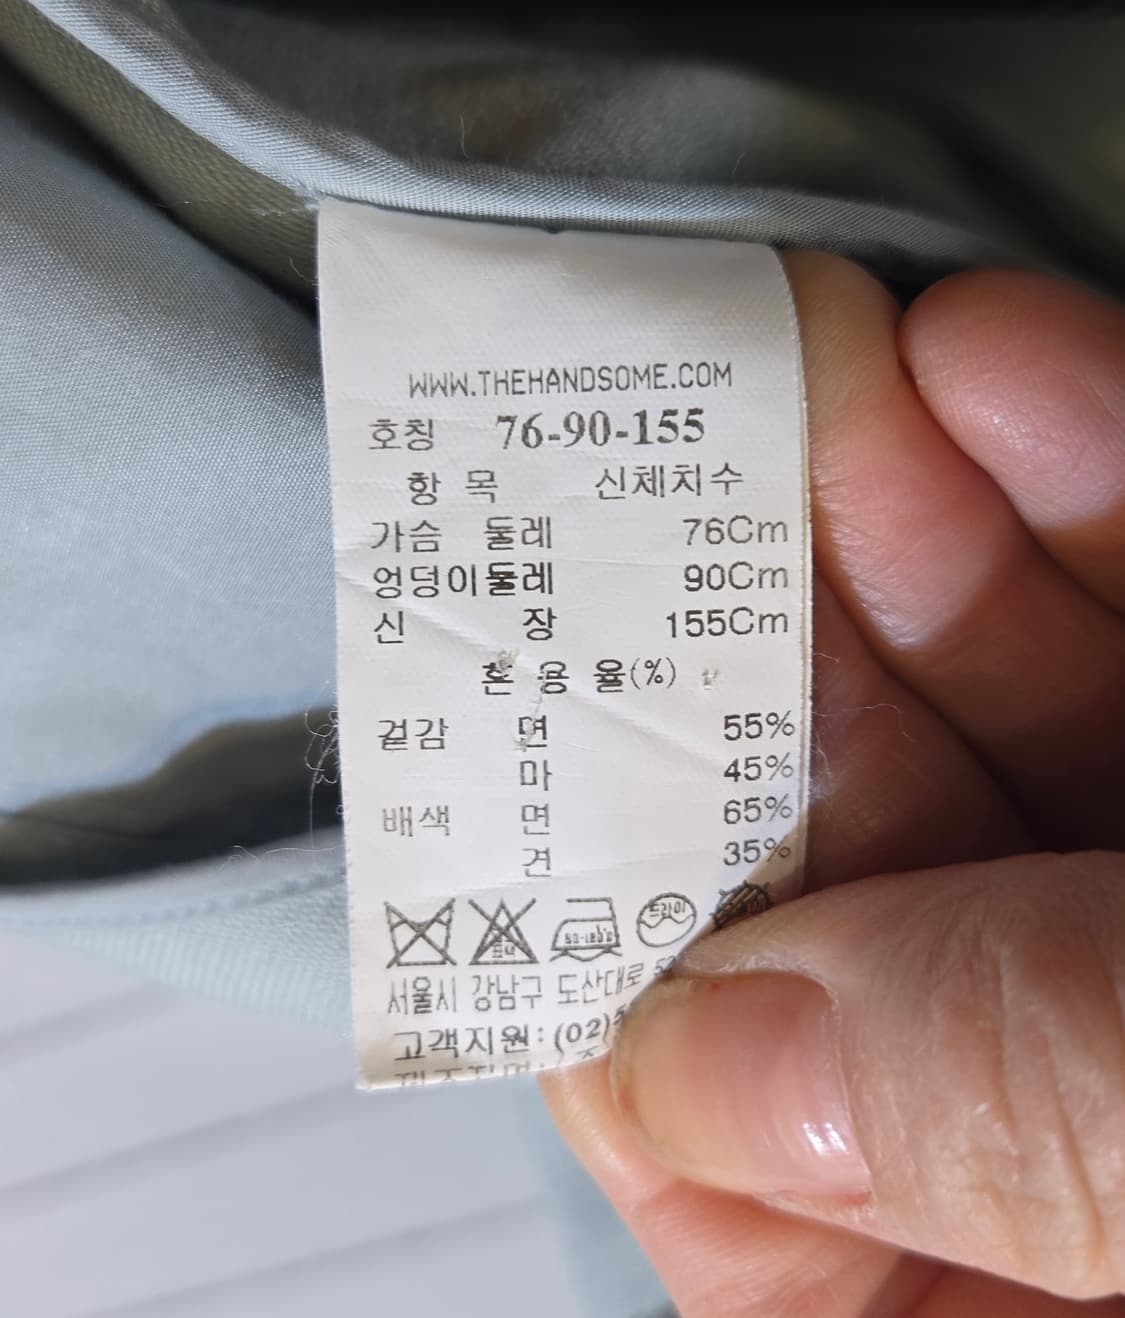 WWW.THEHANDSOME.COM
호칭 76-90-155
항 목 신체치수
가슴 둘레 76Cm
엉덩이둘레 90Cm
신 장 155Cm
혼 용 율(%)
겉감 면 55%
마 45%
배색 면 65%
견 35%
드라이
서울시 강남구 도산대로
고객지원:(02)